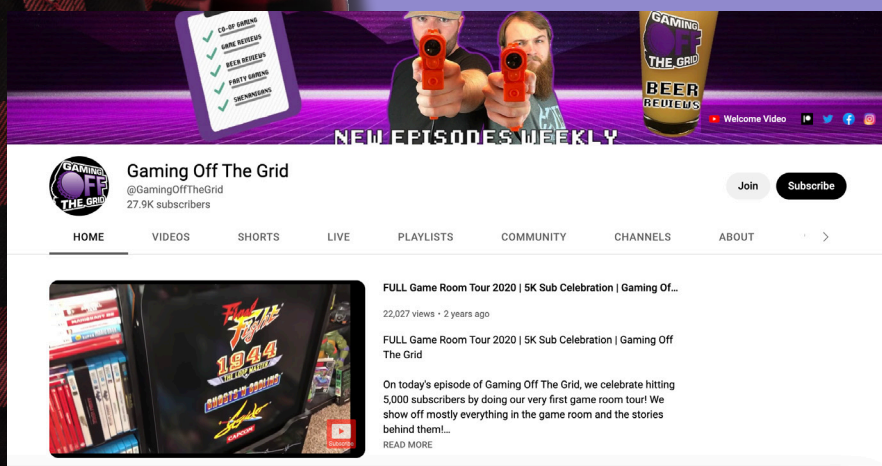 CO-OP GAMING
GAME REVIEWS
BEER REVIEWS
PARTY GAMING
SHENANIGANS
GAMING
OFF
THE GRID
BEER
REVIEWS
NEW EPISODES WEEKLY
Welcome Video
GAMING
OFF
THE GRID
Gaming Off The Grid
@GamingOffTheGrid
27.9K subscribers
Join
Subscribe
HOME
VIDEOS
SHORTS
LIVE
PLAYLISTS
COMMUNITY
CHANNELS
ABOUT
Final Fight
1944
THE LOOP MASTER
GHOSTS'N GOBLINS
Strider
CAPCOM
Subscribe
FULL Game Room Tour 2020 | 5K Sub Celebration | Gaming Of...
22,027 views • 2 years ago
FULL Game Room Tour 2020 | 5K Sub Celebration | Gaming Off
The Grid
On today's episode of Gaming Off The Grid, we celebrate hitting
5,000 subscribers by doing our very first game room tour! We
show off mostly everything in the game room and the stories
behind them!...
READ MORE